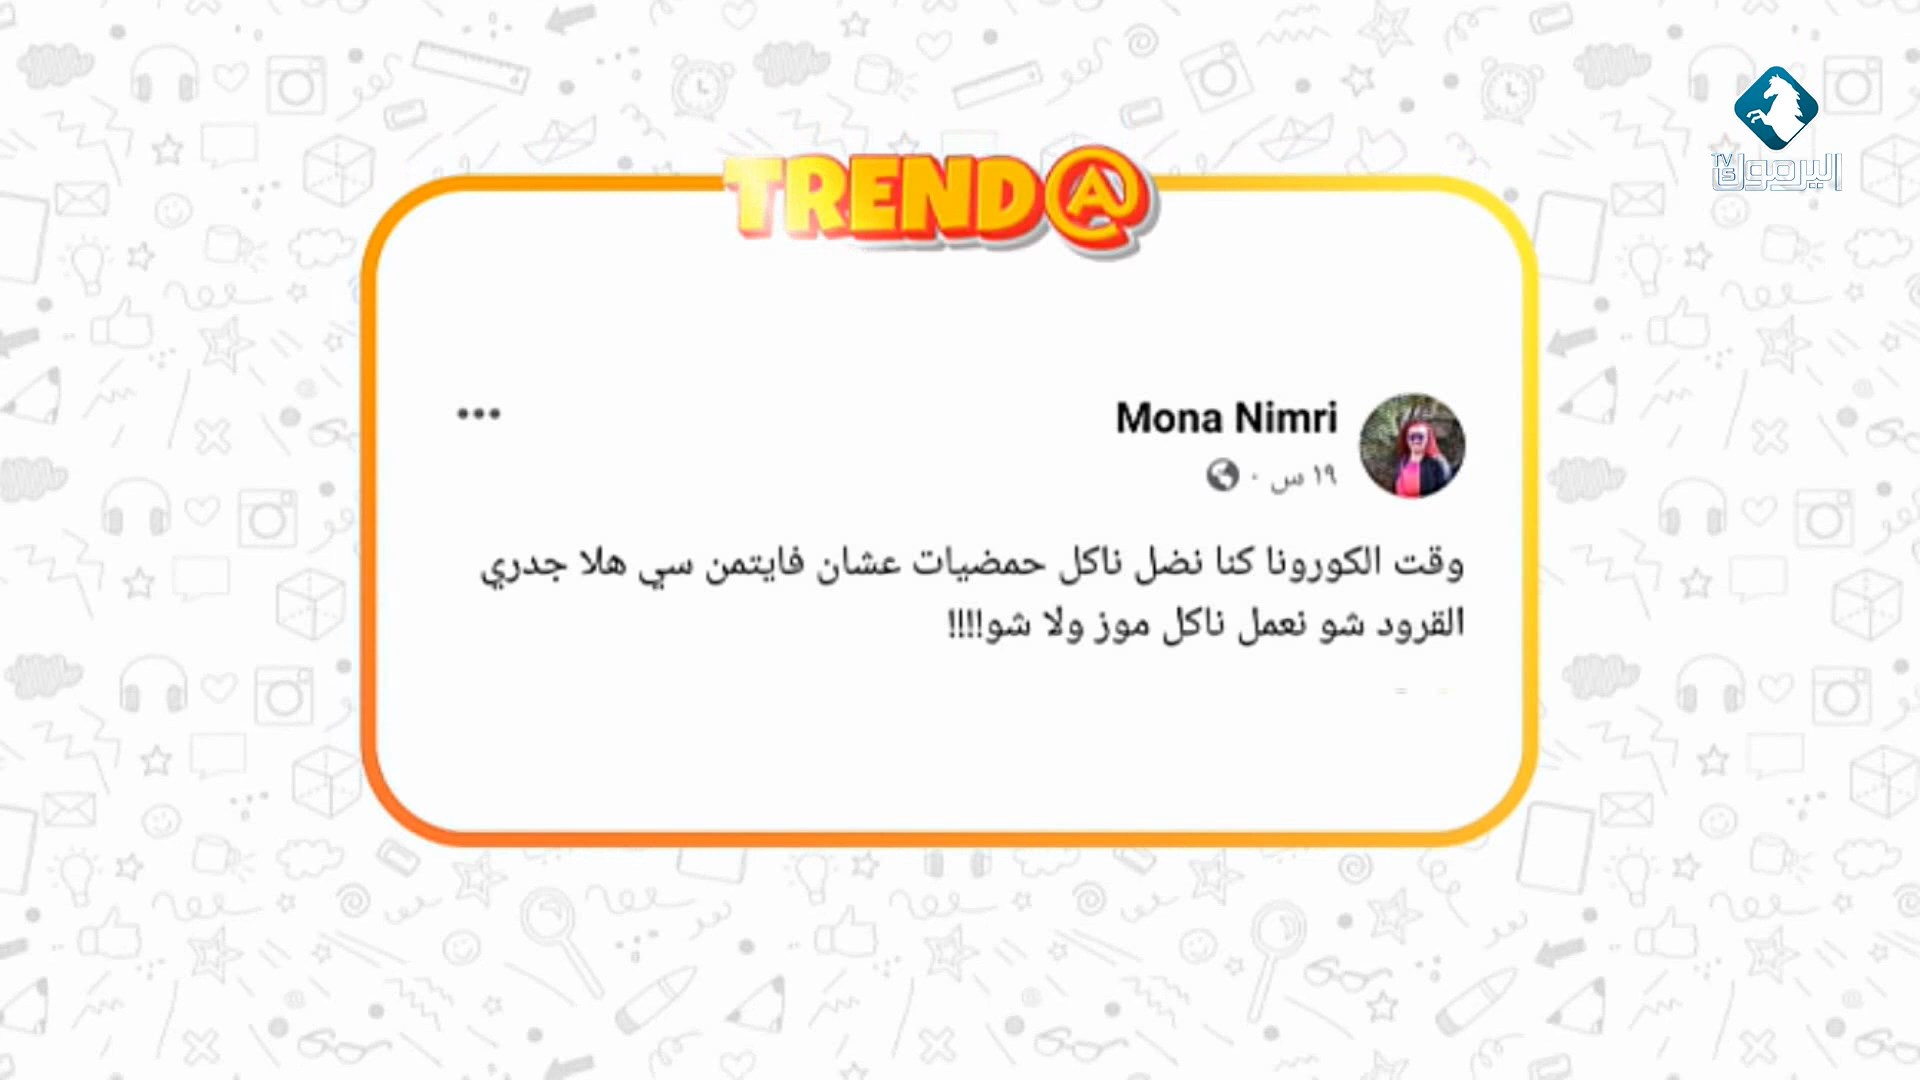 TREND@
اليرموك
TV
Mona Nimri
١٩ س ·
وقت الكورونا كنا نضل ناكل حمضيات عشان فايتمن سي هلا جدري
القرود شو نعمل ناكل موز ولا شو!!!!